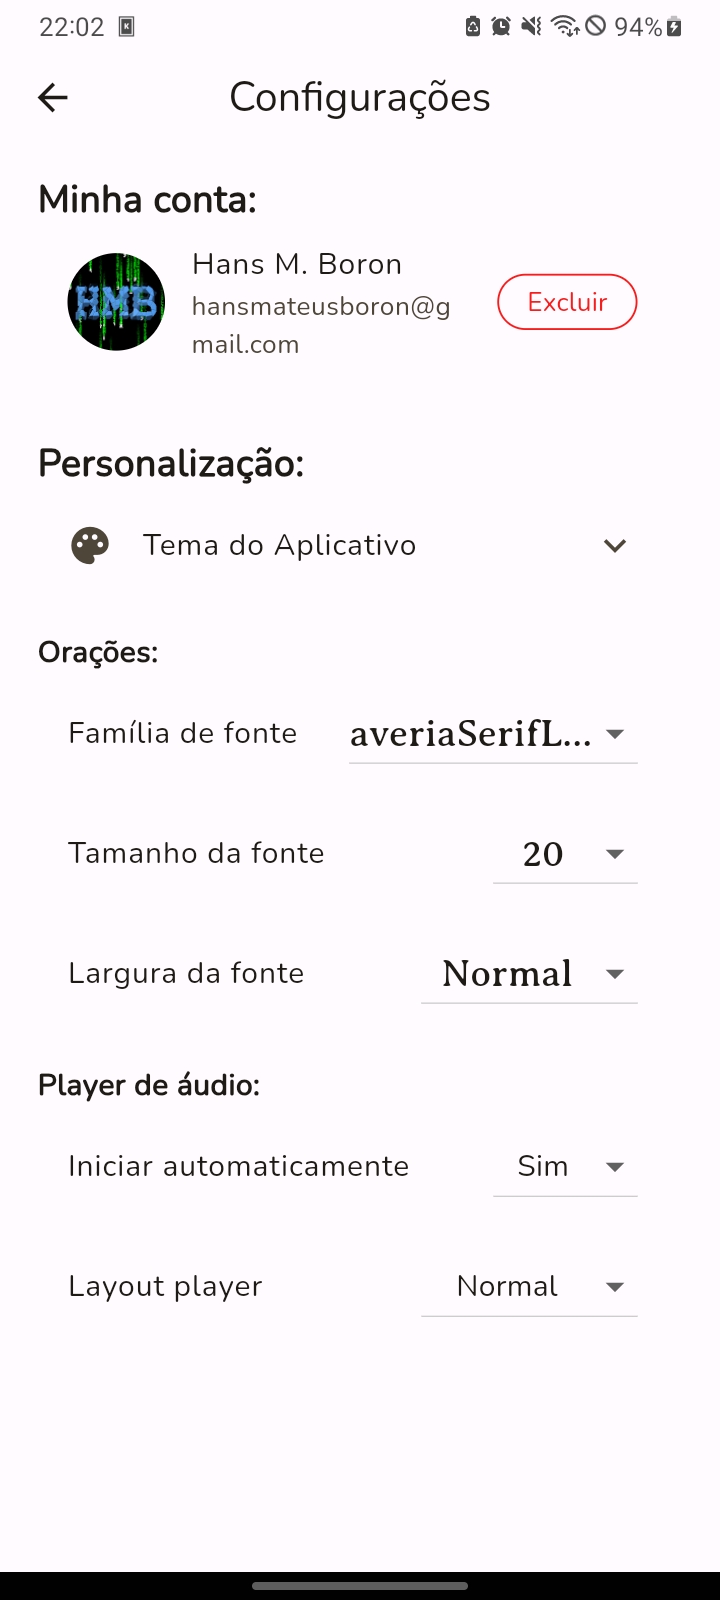 22:02 94%
Configurações
Minha conta:
HMB
Hans M. Boron
hansmateusboron@g
mail.com
Excluir
Personalização:
Tema do Aplicativo
Orações:
Família de fonte averiaSerifL...
Tamanho da fonte 20
Largura da fonte Normal
Player de áudio:
Iniciar automaticamente Sim
Layout player Normal